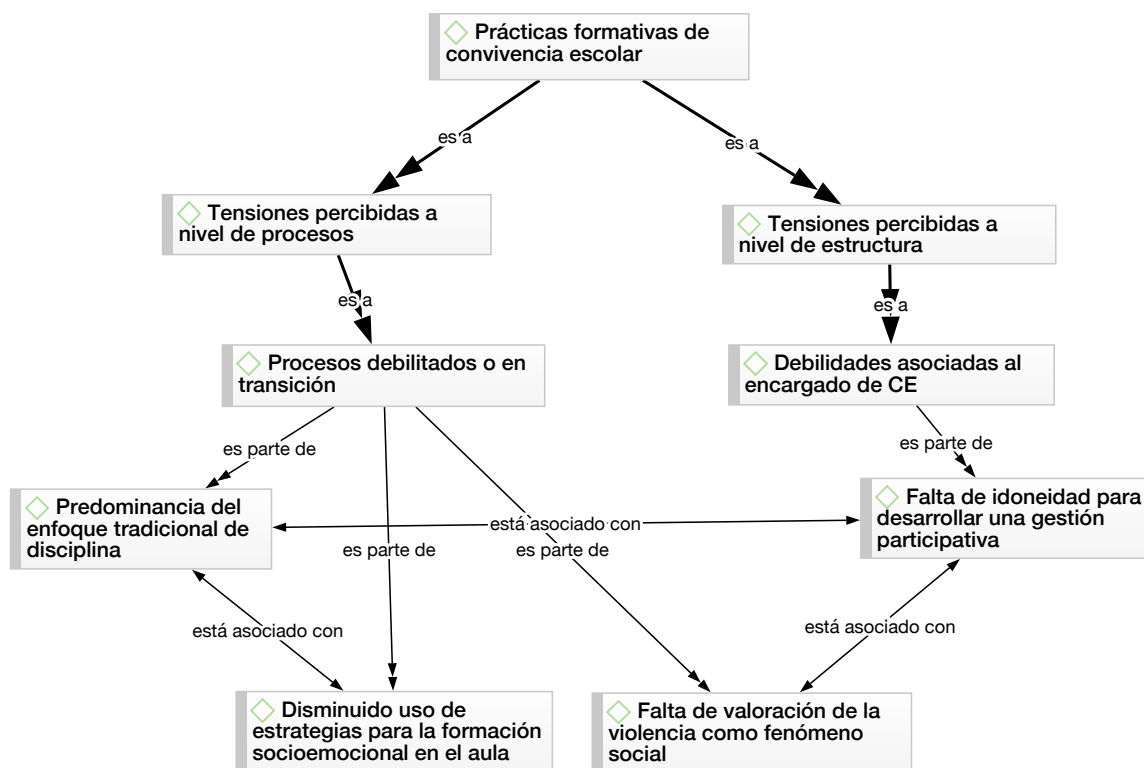 Prácticas formativas de
convivencia escolar
es a
es a
Tensiones percibidas a
nivel de procesos
Tensiones percibidas a
nivel de estructura
es a
es a
Procesos debilitados o en
transición
Debilidades asociadas al
encargado de CE
es parte de
es parte de
Predominancia del
enfoque tradicional de
disciplina
Falta de idoneidad para
desarrollar una gestión
participativa
está asociado con
es parte de
es parte de
está asociado con
está asociado con
Disminuido uso de
estrategias para la formación
socioemocional en el aula
Falta de valoración de la
violencia como fenómeno
social